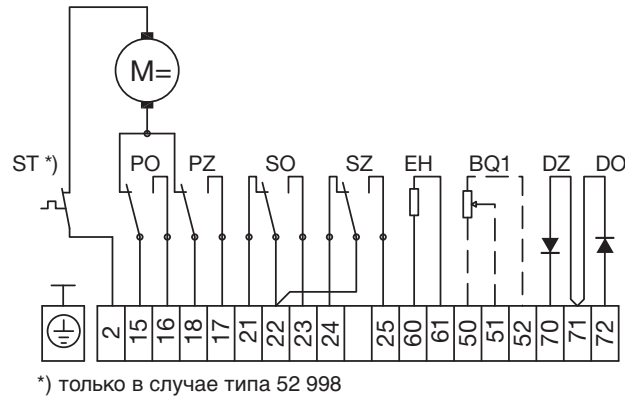 M=
ST *) PO PZ SO SZ EH BQ1 DZ DO
2 15 16 18 17 21 22 23 24 25 60 61 50 51 52 70 71 72
*) только в случае типа 52 998